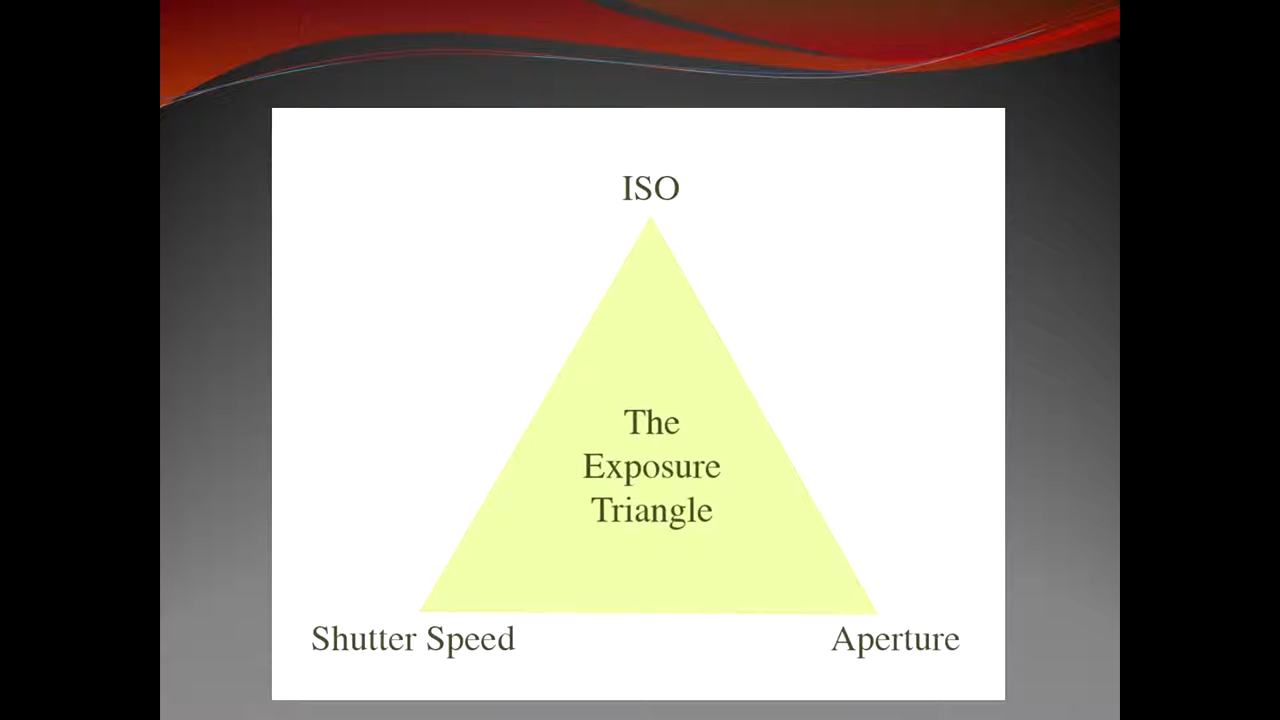 ISO
The
Exposure
Triangle
Shutter Speed
Aperture